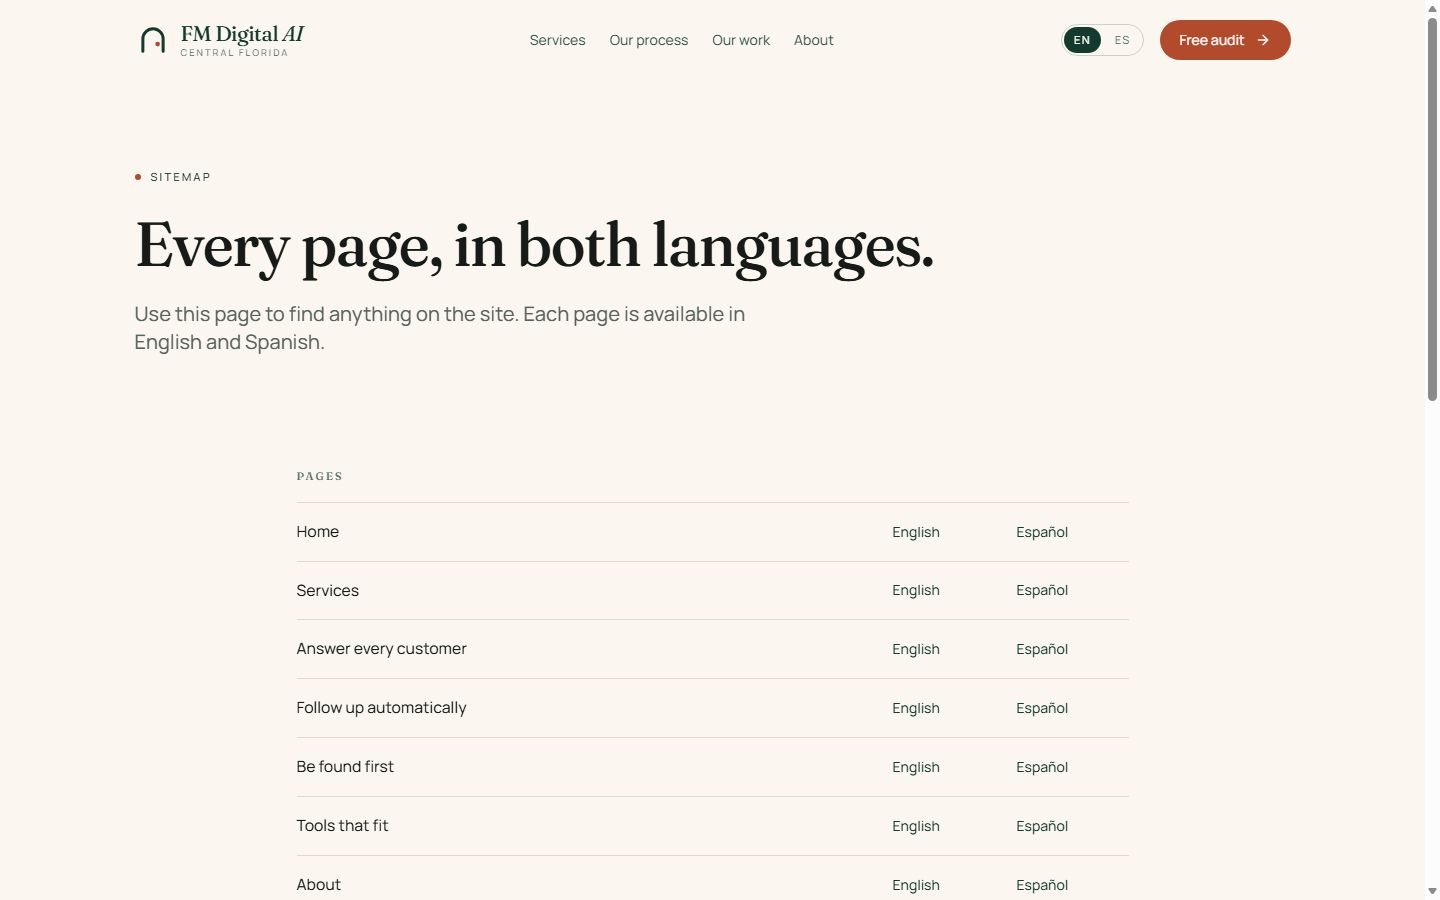 FM Digital AI
CENTRAL FLORIDA
Services
Our process
Our work
About
EN
ES
Free audit
SITEMAP
Every page, in both languages.
Use this page to find anything on the site. Each page is available in
English and Spanish.
PAGES
Home English Español
Services English Español
Answer every customer English Español
Follow up automatically English Español
Be found first English Español
Tools that fit English Español
About English Español